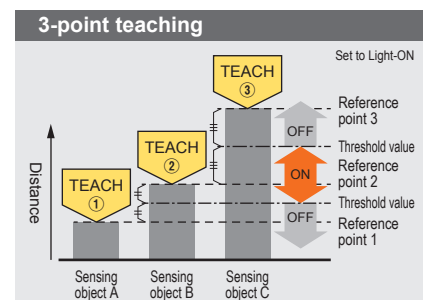 3-point teaching
Set to Light-ON
TEACH
③
TEACH
②
TEACH
①
Distance
OFF
ON
OFF
Reference
point 3
Threshold value
Reference
point 2
Threshold value
Reference
point 1
Sensing
object A
Sensing
object B
Sensing
object C